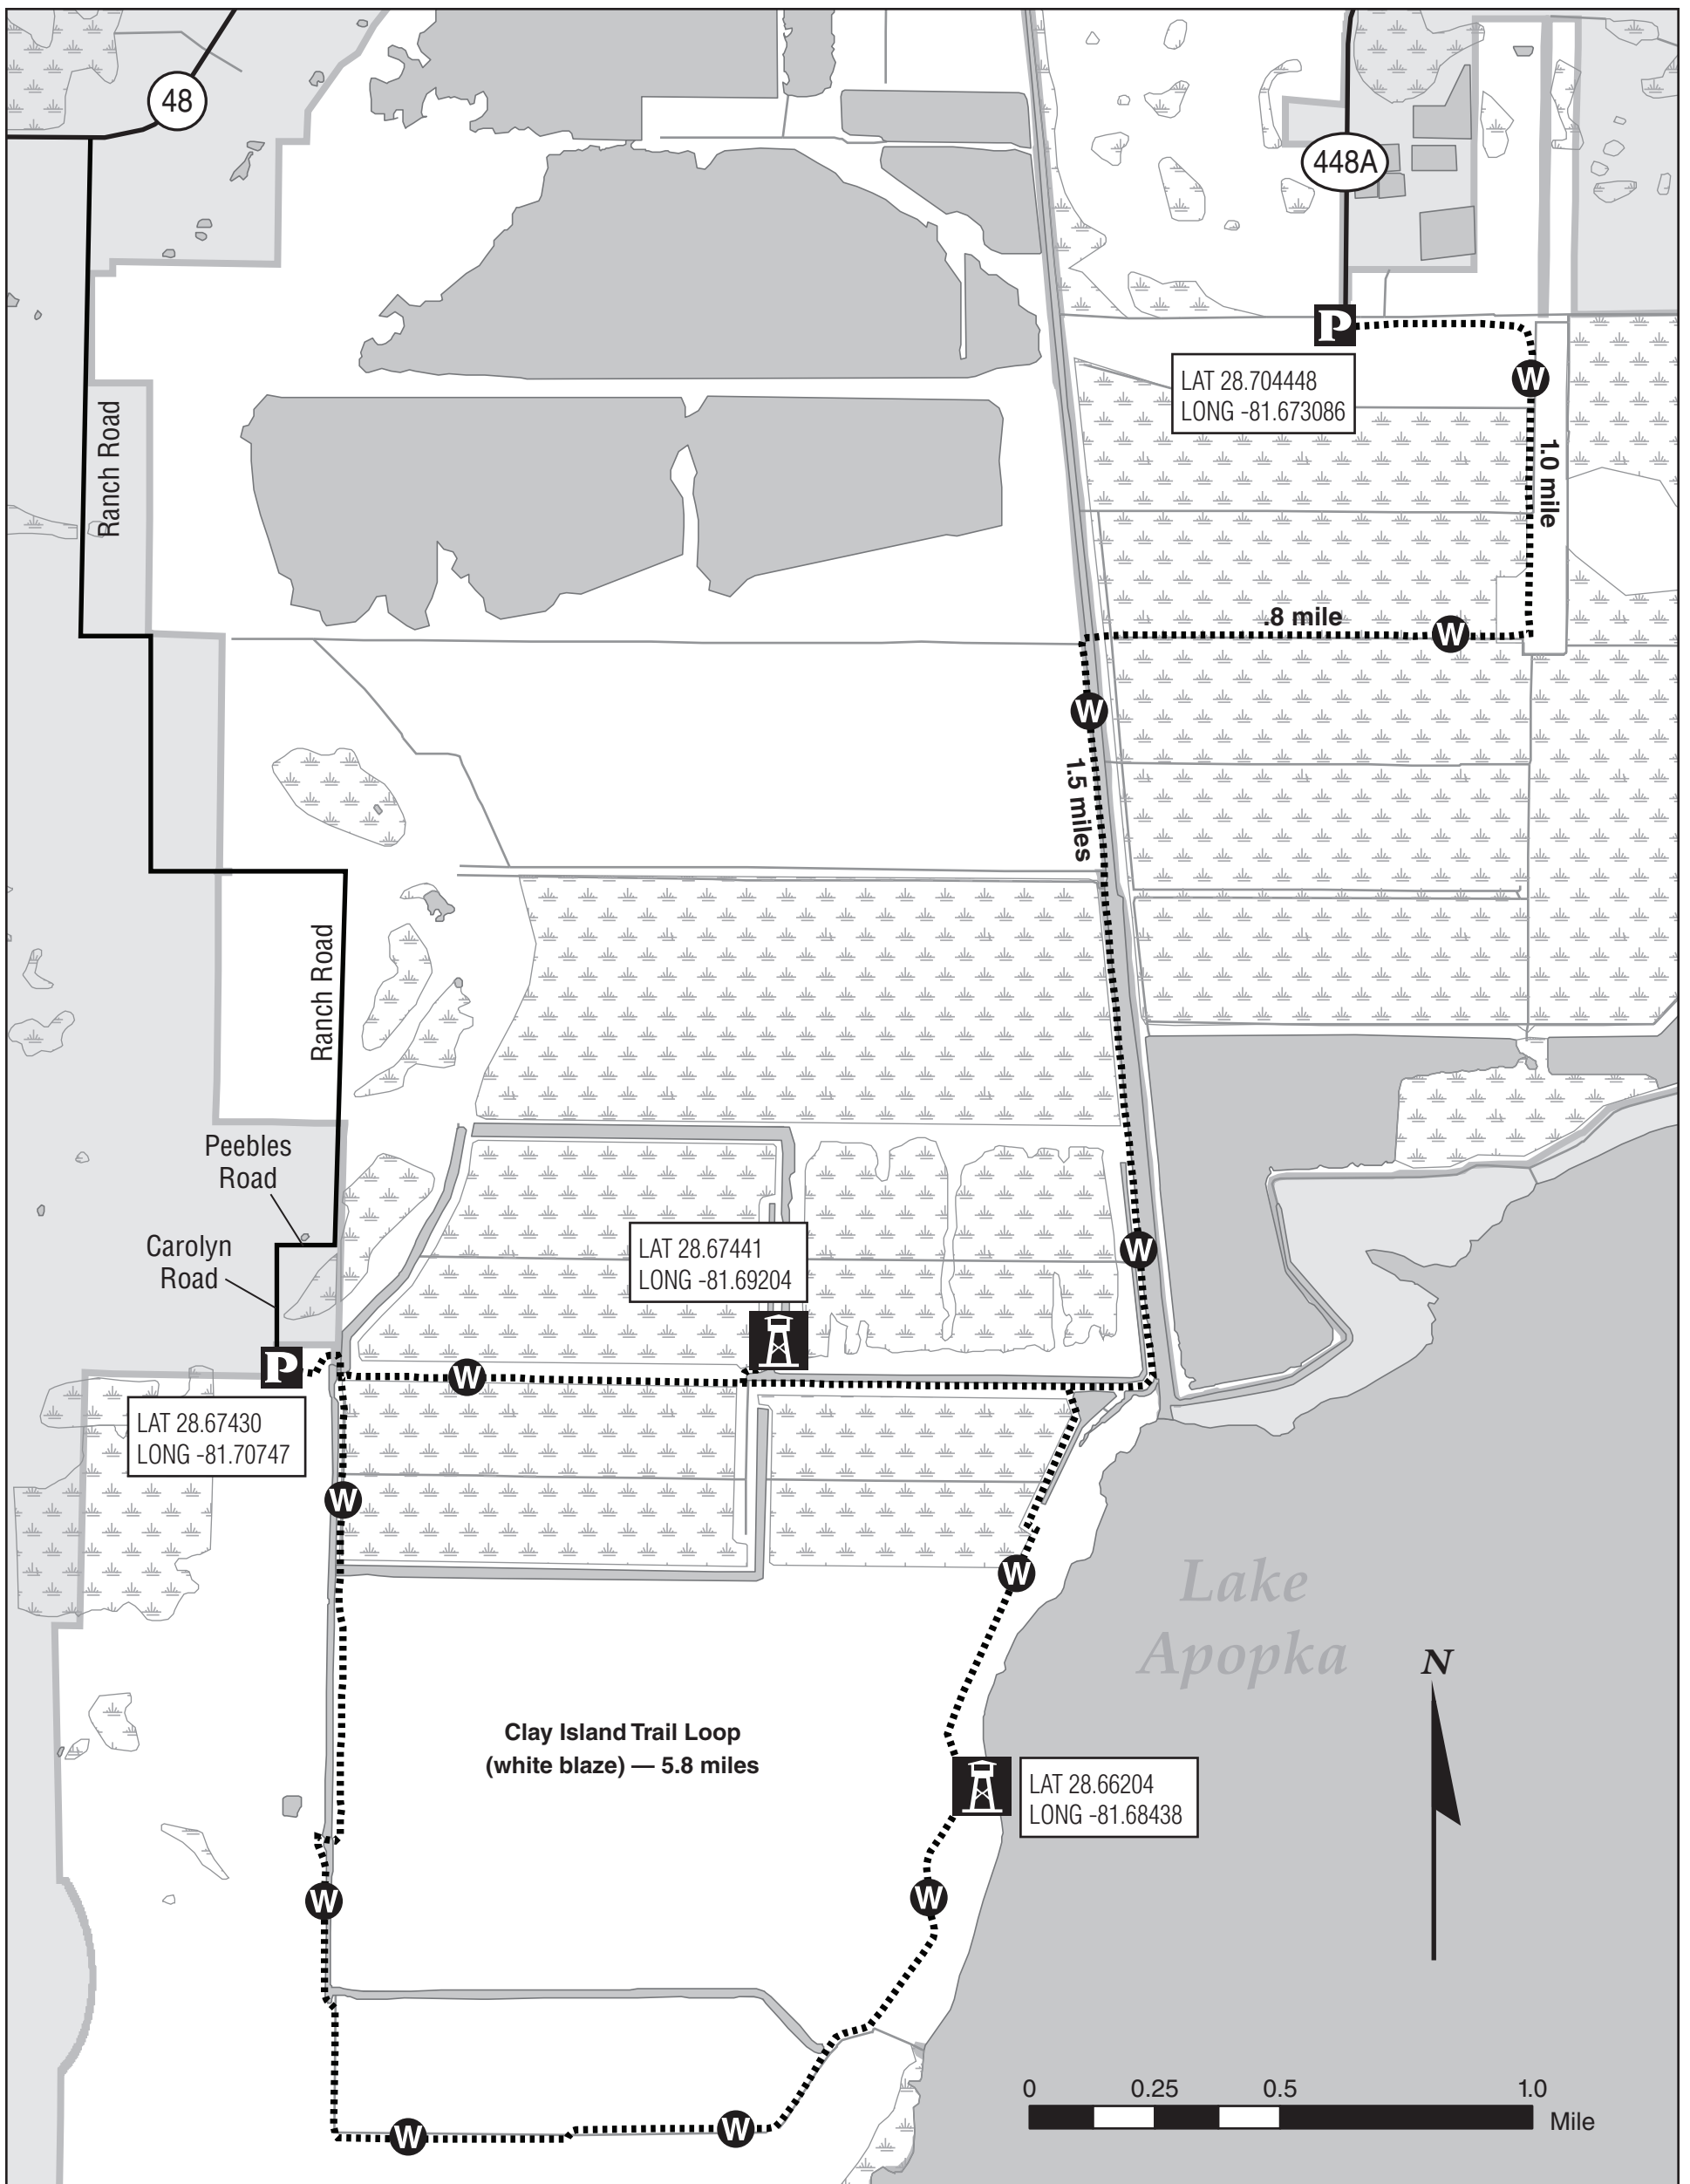 48
448A
P
LAT 28.704448
LONG -81.673086
W
1.0 mile
Ranch Road
.8 mile
W
W
1.5 miles
Ranch Road
Peebles
Road
Carolyn
Road
LAT 28.67441
LONG -81.69204
W
P
W
LAT 28.67430
LONG -81.70747
W
W
Lake
Apopka
N
Clay Island Trail Loop
(white blaze) — 5.8 miles
LAT 28.66204
LONG -81.68438
W
W
0 0.25 0.5 1.0
Mile
W
W